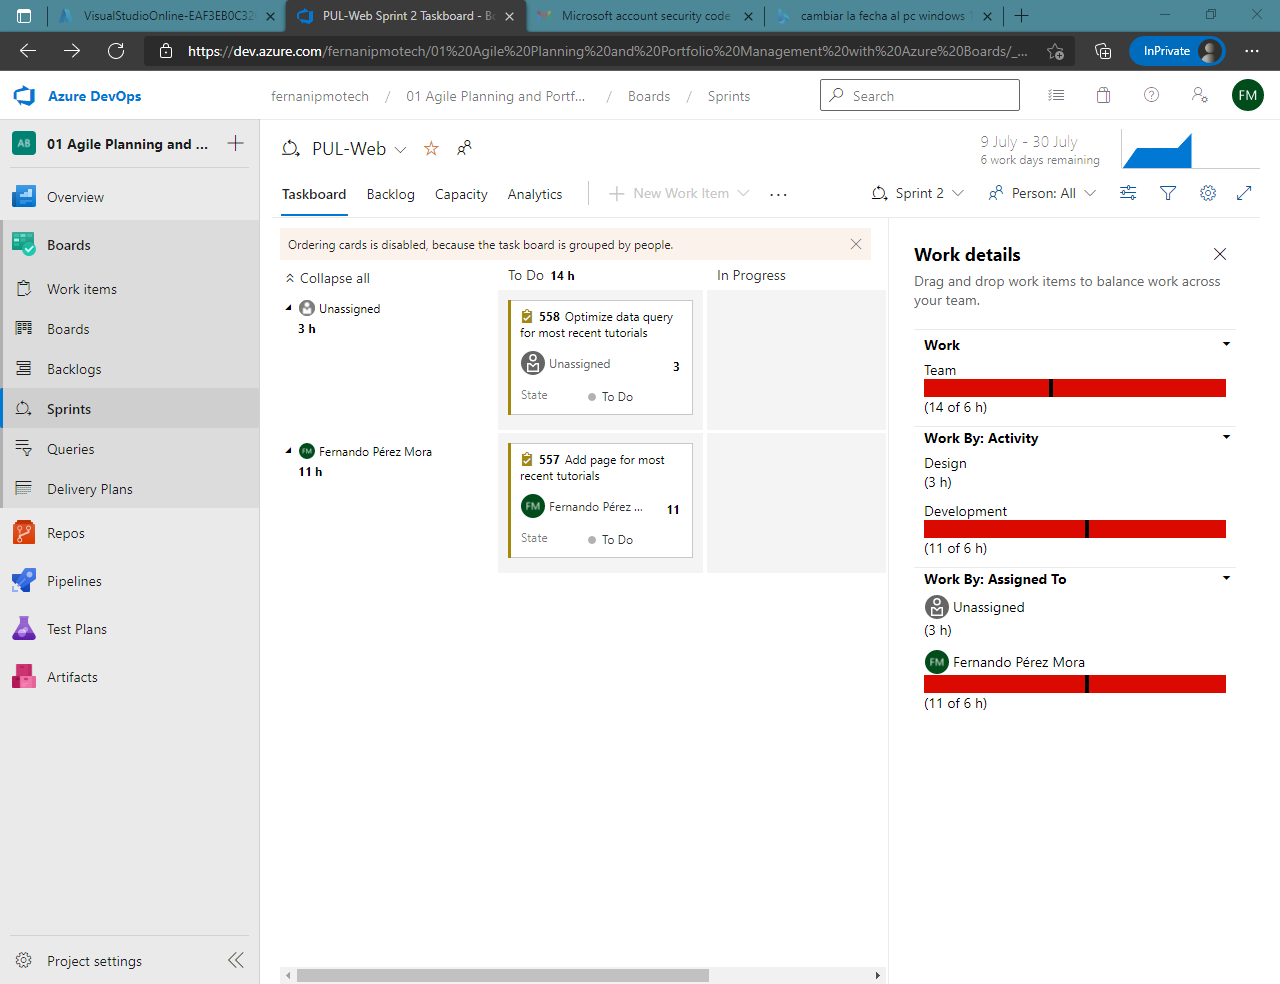 VisualStudioOnline-EAF3EB0C32
PUL-Web Sprint 2 Taskboard - Bo
Microsoft account security code
cambiar la fecha al pc windows 1
https://dev.azure.com/fernanipmotech/01%20Agile%20Planning%20and%20Portfolio%20Management%20with%20Azure%20Boards/_...
InPrivate
Azure DevOps
fernanipmotech / 01 Agile Planning and Portf... / Boards / Sprints
Search
FM
AB
01 Agile Planning and ...
Overview
Boards
Work items
Boards
Backlogs
Sprints
Queries
Delivery Plans
Repos
Pipelines
Test Plans
Artifacts
Project settings
PUL-Web
9 July - 30 July
6 work days remaining
Taskboard
Backlog
Capacity
Analytics
New Work Item
Sprint 2
Person: All
Ordering cards is disabled, because the task board is grouped by people.
Collapse all
To Do 14 h
In Progress
Unassigned
3 h
558 Optimize data query
for most recent tutorials
Unassigned
3
State
To Do
FM
Fernando Pérez Mora
11 h
557 Add page for most
recent tutorials
FM
Fernando Pérez ...
11
State
To Do
Work details
Drag and drop work items to balance work across
your team.
Work
Team
(14 of 6 h)
Work By: Activity
Design
(3 h)
Development
(11 of 6 h)
Work By: Assigned To
Unassigned
(3 h)
FM
Fernando Pérez Mora
(11 of 6 h)